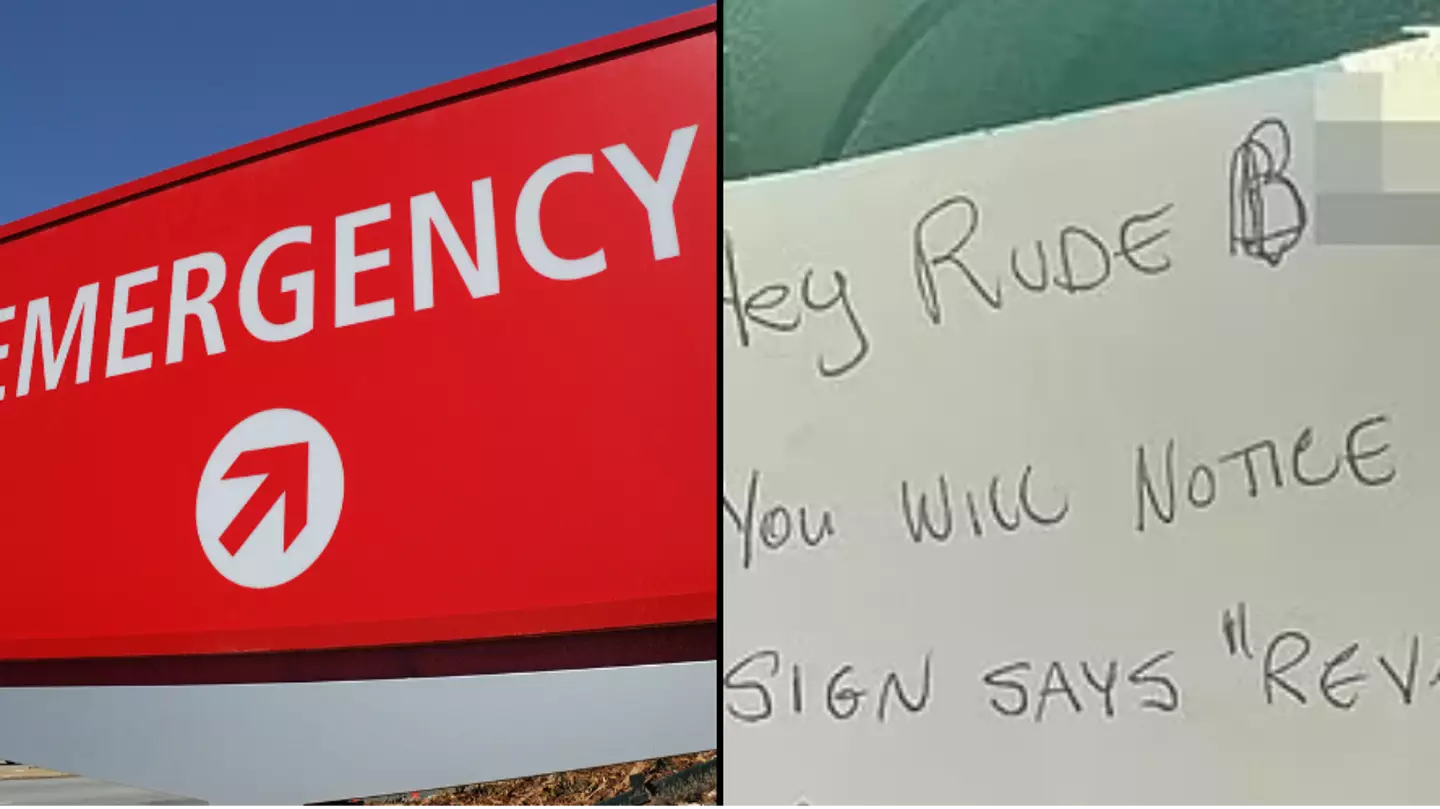 EMERGENCY
Hey RUDE B
You WILL NOTICE
SIGN SAYS "REV